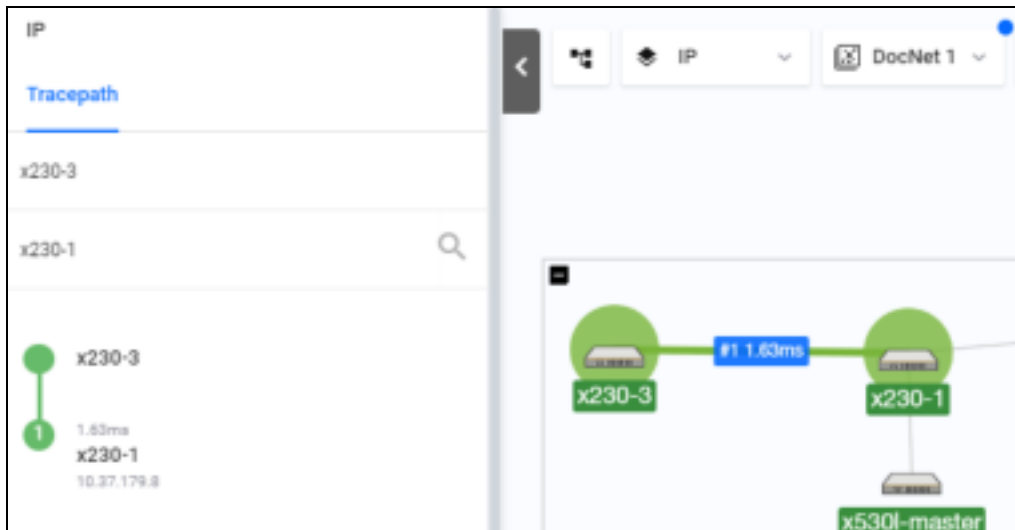 IP
Tracepath
x230-3
x230-1
x230-3
1
1.63ms
x230-1
10.37.179.8
IP
DocNet 1
#1 1.63ms
x230-3
x230-1
x530l-master